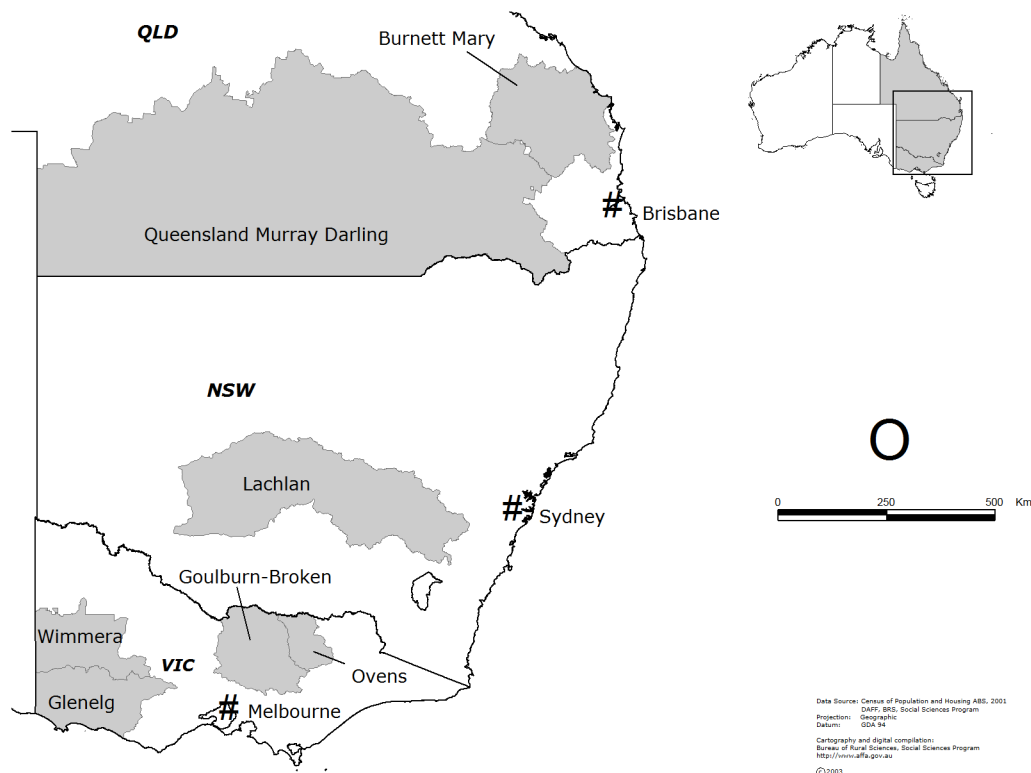 QLD
Burnett Mary
#
Brisbane
Queensland Murray Darling
NSW
Lachlan
O
0 250 500 Km
#
Sydney
Goulburn-Broken
Wimmera
VIC
Ovens
Glenelg
#
Melbourne
Data Source: Census of Population and Housing ABS, 2001
DAFF, BRS, Social Sciences Program
Projection: Geographic
Datum: GDA 94
Cartography and digital compilation:
Bureau of Rural Sciences, Social Sciences Program
http://www.affa.gov.au
©2003